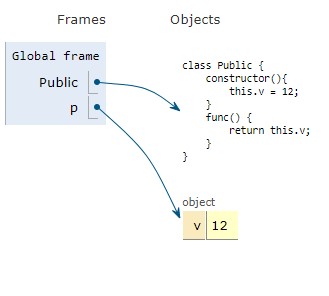 Frames Objects
Global frame
Public
p
class Public {
    constructor(){
        this.v = 12;
    }
    func() {
        return this.v;
    }
}
object
v 12